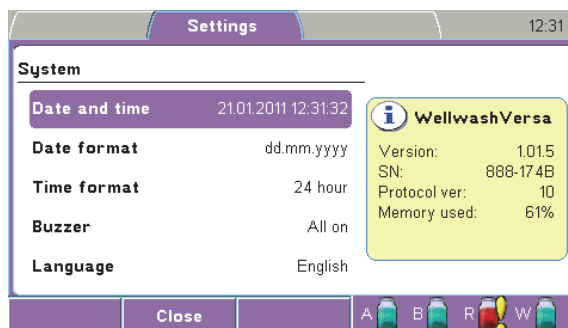 Settings
12:31
System
Date and time 21.01.2011 12:31:32
Date format dd.mm.yyyy
Time format 24 hour
Buzzer All on
Language English
i WellwashVersa
Version: 1.01.5
SN: 888-174B
Protocol ver: 10
Memory used: 61%
Close
A B R ! W